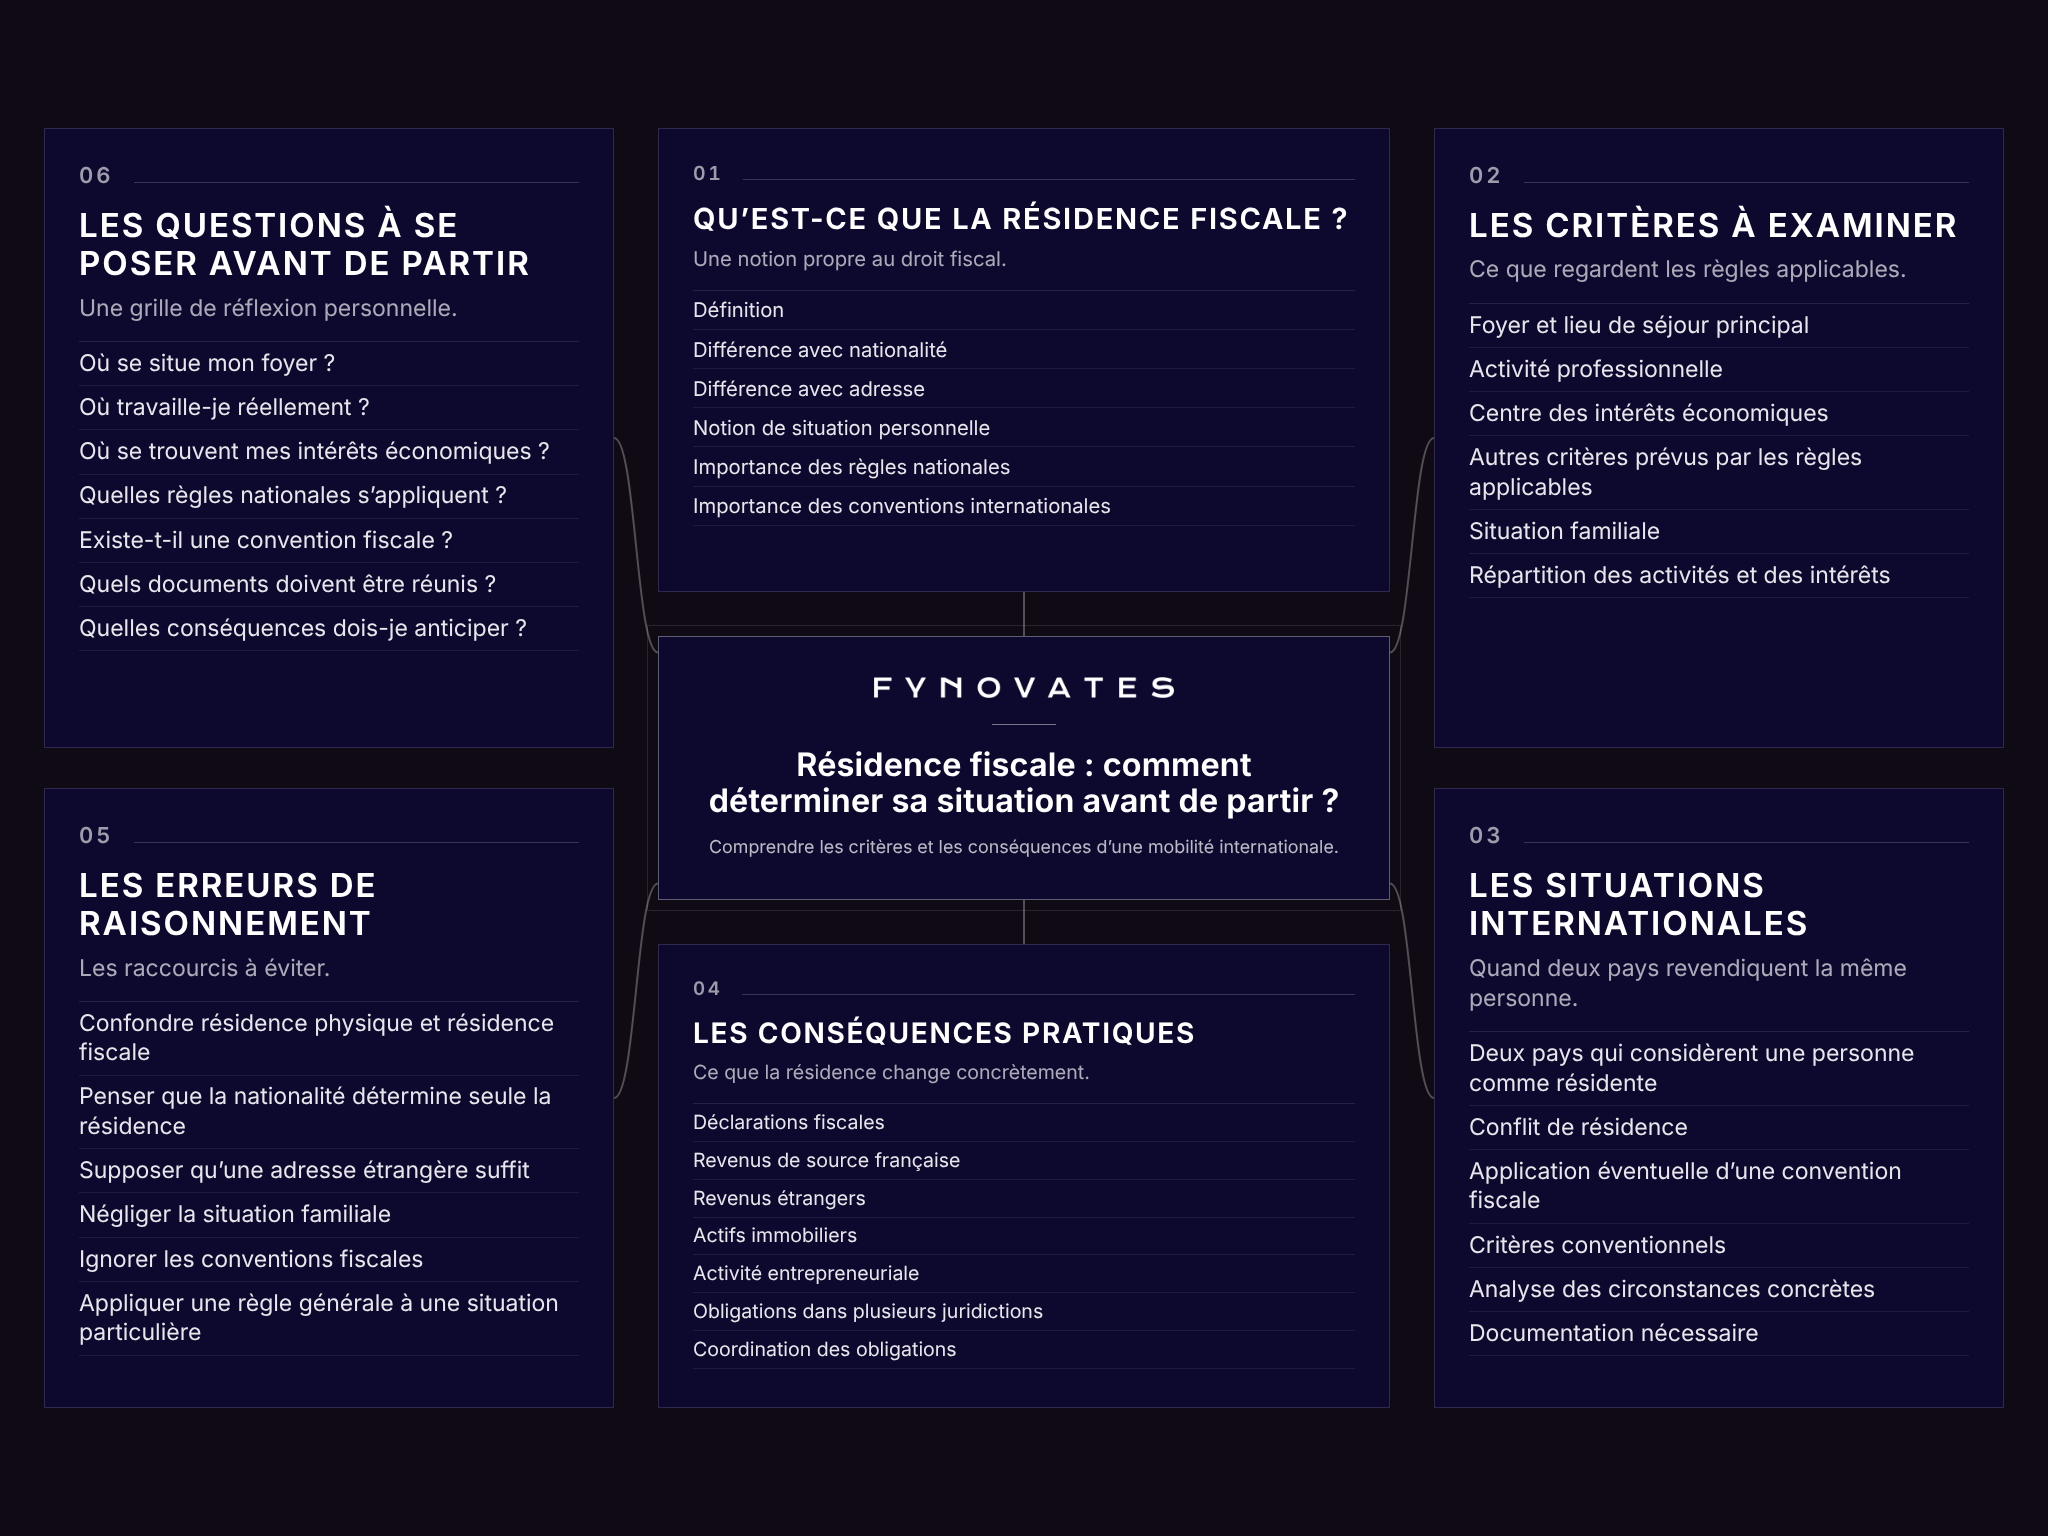 06
LES QUESTIONS À SE
POSER AVANT DE PARTIR
Une grille de réflexion personnelle.
Où se situe mon foyer ?
Où travaille-je réellement ?
Où se trouvent mes intérêts économiques ?
Quelles règles nationales s’appliquent ?
Existe-t-il une convention fiscale ?
Quels documents doivent être réunis ?
Quelles conséquences dois-je anticiper ?
01
QU’EST-CE QUE LA RÉSIDENCE FISCALE ?
Une notion propre au droit fiscal.
Définition
Différence avec nationalité
Différence avec adresse
Notion de situation personnelle
Importance des règles nationales
Importance des conventions internationales
02
LES CRITÈRES À EXAMINER
Ce que regardent les règles applicables.
Foyer et lieu de séjour principal
Activité professionnelle
Centre des intérêts économiques
Autres critères prévus par les règles
applicables
Situation familiale
Répartition des activités et des intérêts
FYNOVATES
Résidence fiscale : comment
déterminer sa situation avant de partir ?
Comprendre les critères et les conséquences d’une mobilité internationale.
05
LES ERREURS DE
RAISONNEMENT
Les raccourcis à éviter.
Confondre résidence physique et résidence
fiscale
Penser que la nationalité détermine seule la
résidence
Supposer qu’une adresse étrangère suffit
Négliger la situation familiale
Ignorer les conventions fiscales
Appliquer une règle générale à une situation
particulière
04
LES CONSÉQUENCES PRATIQUES
Ce que la résidence change concrètement.
Déclarations fiscales
Revenus de source française
Revenus étrangers
Actifs immobiliers
Activité entrepreneuriale
Obligations dans plusieurs juridictions
Coordination des obligations
03
LES SITUATIONS
INTERNATIONALES
Quand deux pays revendiquent la même
personne.
Deux pays qui considèrent une personne
comme résidente
Conflit de résidence
Application éventuelle d’une convention
fiscale
Critères conventionnels
Analyse des circonstances concrètes
Documentation nécessaire